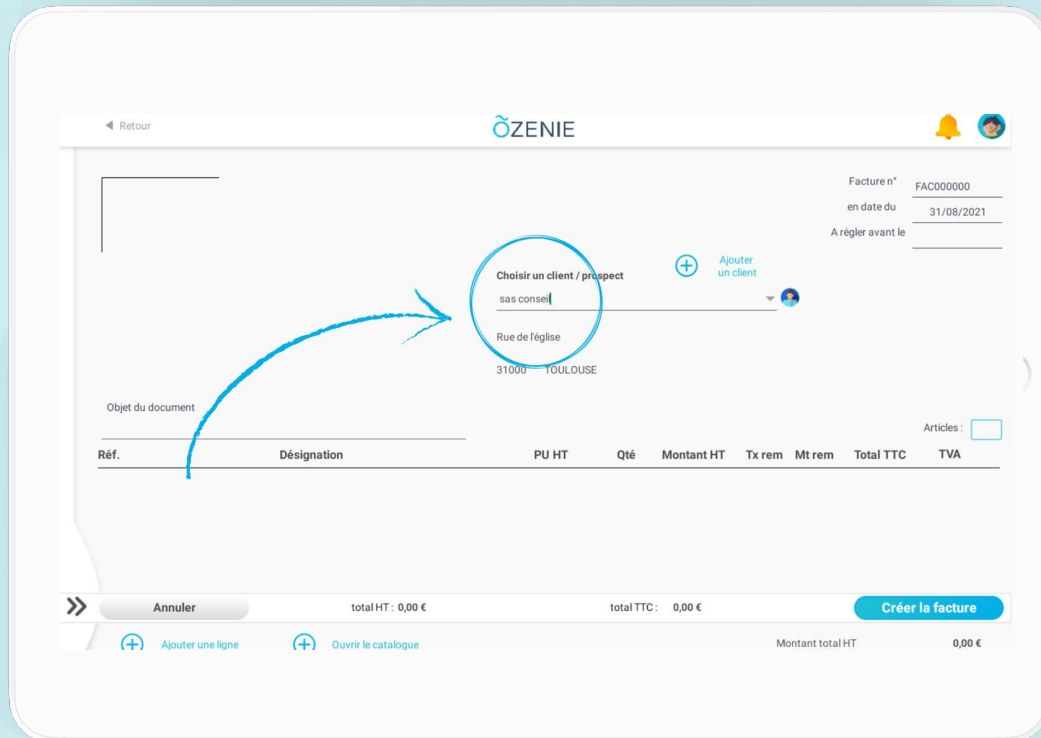 Retour
ÕZENIE
Facture n° FAC000000
en date du 31/08/2021
A régler avant le
Choisir un client / prospect
Ajouter
un client
sas conseil
Rue de l'église
31000 TOULOUSE
Objet du document
Articles :
Réf. Désignation PU HT Qté Montant HT Tx rem Mt rem Total TTC TVA
Annuler total HT : 0,00 € total TTC : 0,00 € Créer la facture
Ajouter une ligne Ouvrir le catalogue Montant total HT 0,00 €